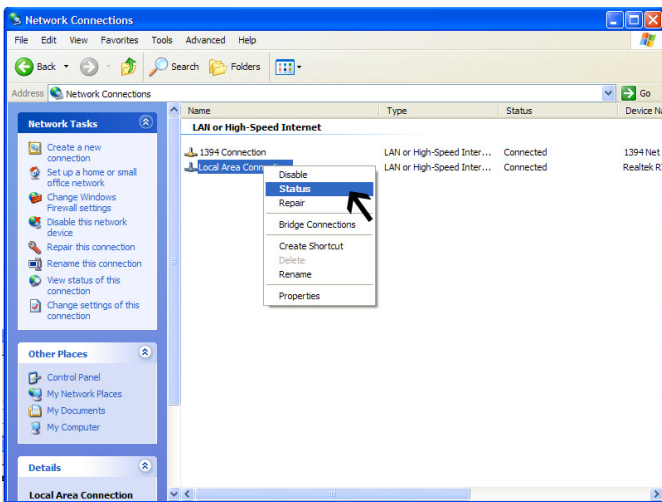 Network Connections
File Edit View Favorites Tools Advanced Help
Back Search Folders
Address Network Connections Go
Network Tasks
Create a new
connection
Set up a home or small
office network
Change Windows
Firewall settings
Disable this network
device
Repair this connection
Rename this connection
View status of this
connection
Change settings of this
connection
Other Places
Control Panel
My Network Places
My Documents
My Computer
Details
Local Area Connection
Name Type Status Device Na
LAN or High-Speed Internet
1394 Connection LAN or High-Speed Inter... Connected 1394 Net
Local Area Conn LAN or High-Speed Inter... Connected Realtek R
Disable
Status
Repair
Bridge Connections
Create Shortcut
Delete
Rename
Properties